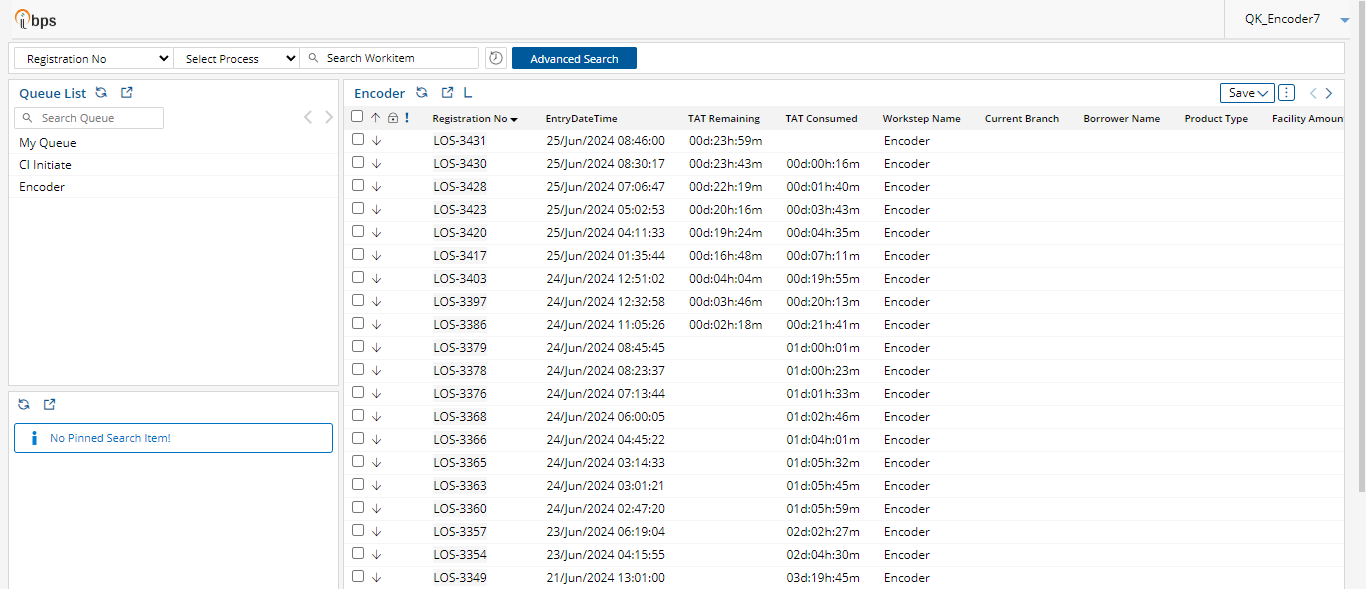 ibps
QK_Encoder7
Registration No Select Process Search Workitem Advanced Search
Queue List
Search Queue
My Queue
CI Initiate
Encoder
No Pinned Search Item!
Encoder L Save
! Registration No EntryDateTime TAT Remaining TAT Consumed Workstep Name Current Branch Borrower Name Product Type Facility Amoun
LOS-3431 25/Jun/2024 08:46:00 00d:23h:59m Encoder
LOS-3430 25/Jun/2024 08:30:17 00d:23h:43m 00d:00h:16m Encoder
LOS-3428 25/Jun/2024 07:06:47 00d:22h:19m 00d:01h:40m Encoder
LOS-3423 25/Jun/2024 05:02:53 00d:20h:16m 00d:03h:43m Encoder
LOS-3420 25/Jun/2024 04:11:33 00d:19h:24m 00d:04h:35m Encoder
LOS-3417 25/Jun/2024 01:35:44 00d:16h:48m 00d:07h:11m Encoder
LOS-3403 24/Jun/2024 12:51:02 00d:04h:04m 00d:19h:55m Encoder
LOS-3397 24/Jun/2024 12:32:58 00d:03h:46m 00d:20h:13m Encoder
LOS-3386 24/Jun/2024 11:05:26 00d:02h:18m 00d:21h:41m Encoder
LOS-3379 24/Jun/2024 08:45:45 01d:00h:01m Encoder
LOS-3378 24/Jun/2024 08:23:37 01d:00h:23m Encoder
LOS-3376 24/Jun/2024 07:13:44 01d:01h:33m Encoder
LOS-3368 24/Jun/2024 06:00:05 01d:02h:46m Encoder
LOS-3366 24/Jun/2024 04:45:22 01d:04h:01m Encoder
LOS-3365 24/Jun/2024 03:14:33 01d:05h:32m Encoder
LOS-3363 24/Jun/2024 03:01:21 01d:05h:45m Encoder
LOS-3360 24/Jun/2024 02:47:20 01d:05h:59m Encoder
LOS-3357 23/Jun/2024 06:19:04 02d:02h:27m Encoder
LOS-3354 23/Jun/2024 04:15:55 02d:04h:30m Encoder
LOS-3349 21/Jun/2024 13:01:00 03d:19h:45m Encoder